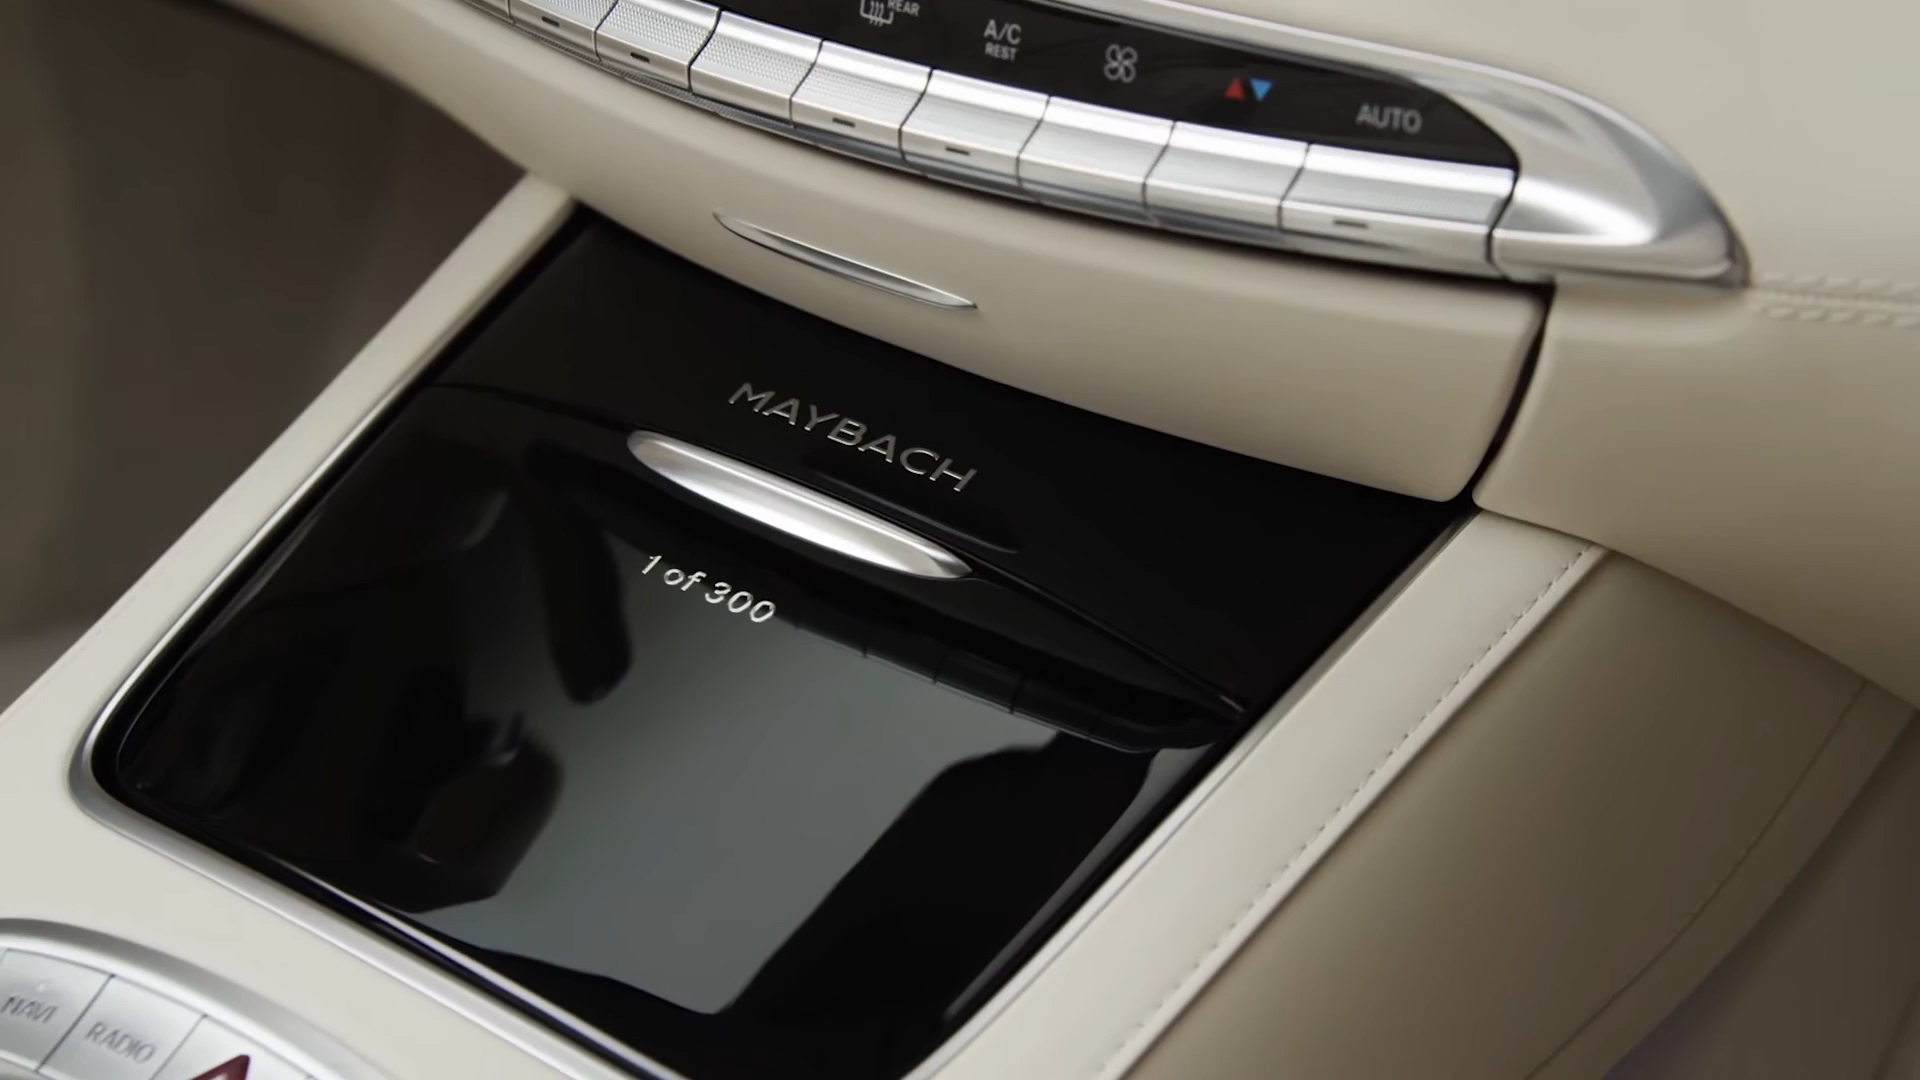 REAR
A/C
REST
AUTO
MAYBACH
1 of 300
NAVI
RADIO